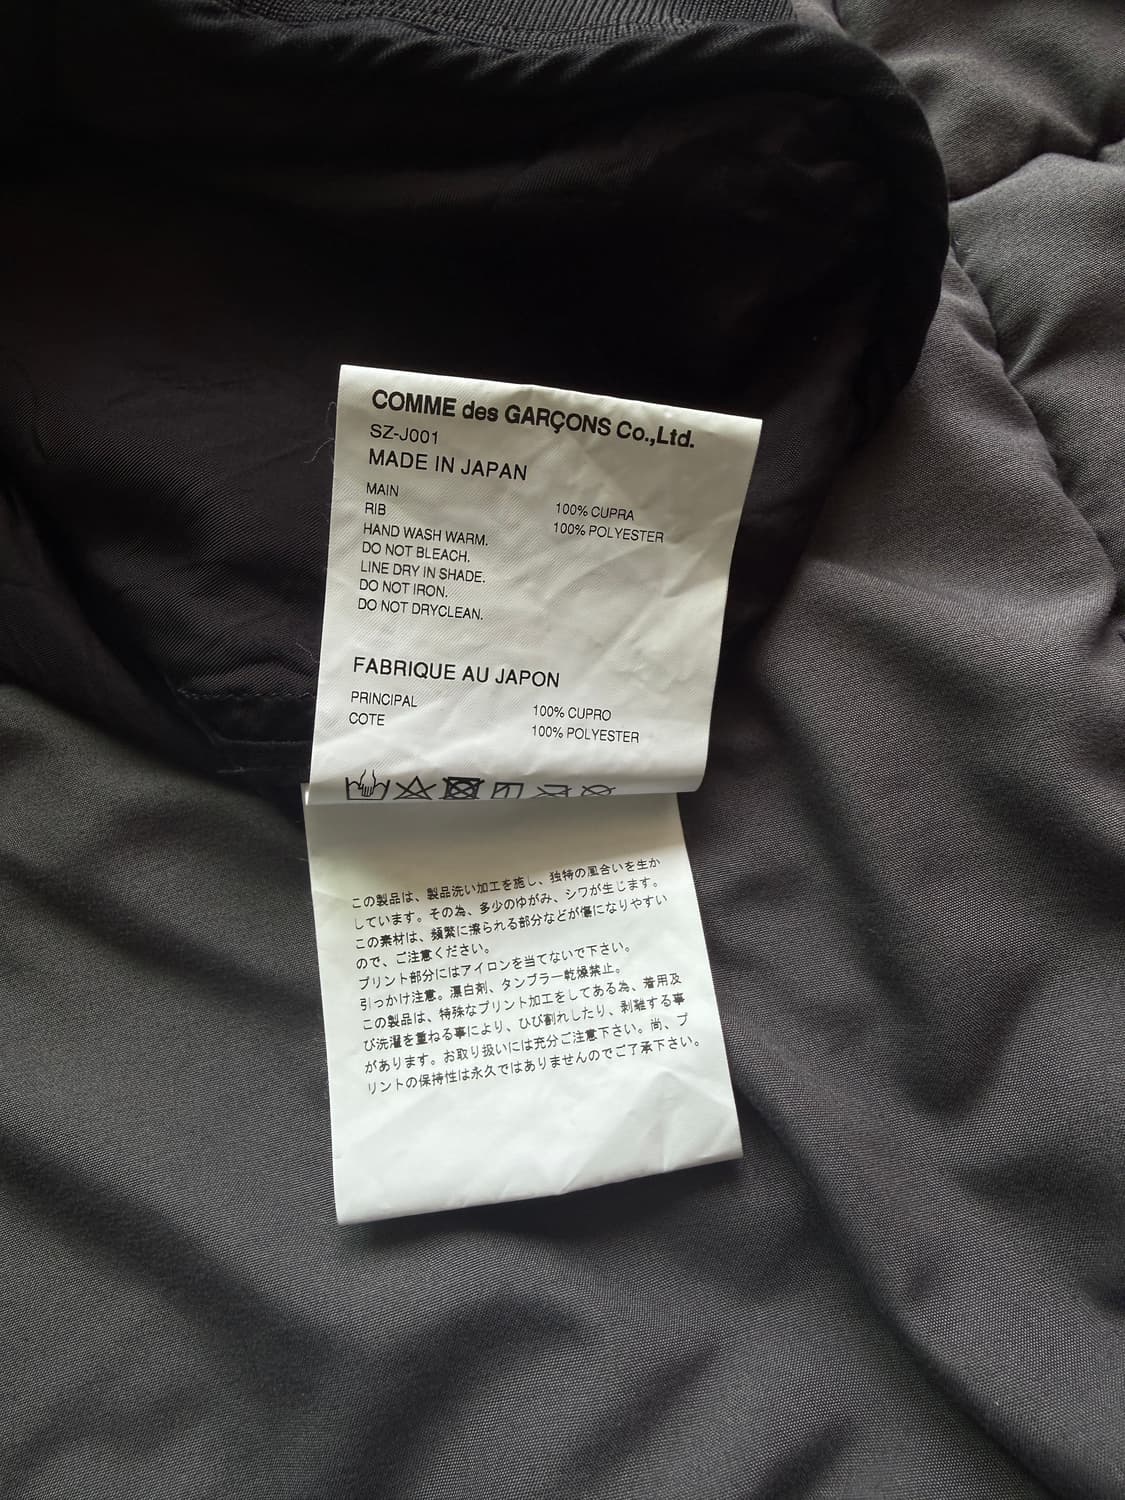 COMME des GARÇONS Co.,Ltd.
SZ-J001
MADE IN JAPAN
MAIN 100% CUPRA
RIB 100% POLYESTER
HAND WASH WARM.
DO NOT BLEACH.
LINE DRY IN SHADE.
DO NOT IRON.
DO NOT DRYCLEAN.
FABRIQUE AU JAPON
PRINCIPAL 100% CUPRO
COTE 100% POLYESTER
この製品は、製品洗い加工を施し、独特の風合いを生か
しています。その為、多少のゆがみ、シワが生じます。
この素材は、頻繁に擦られる部分などが傷になりやすい
ので、ご注意ください。
プリント部分にはアイロンを当てないで下さい。
引っかけ注意。漂白剤、タンブラー乾燥禁止。
この製品は、特殊なプリント加工をしてある為、着用及
び洗濯を重ねる事により、ひび割れしたり、剥離する事
があります。お取り扱いには充分ご注意下さい。尚、プ
リントの保持性は永久ではありませんのでご了承下さい。